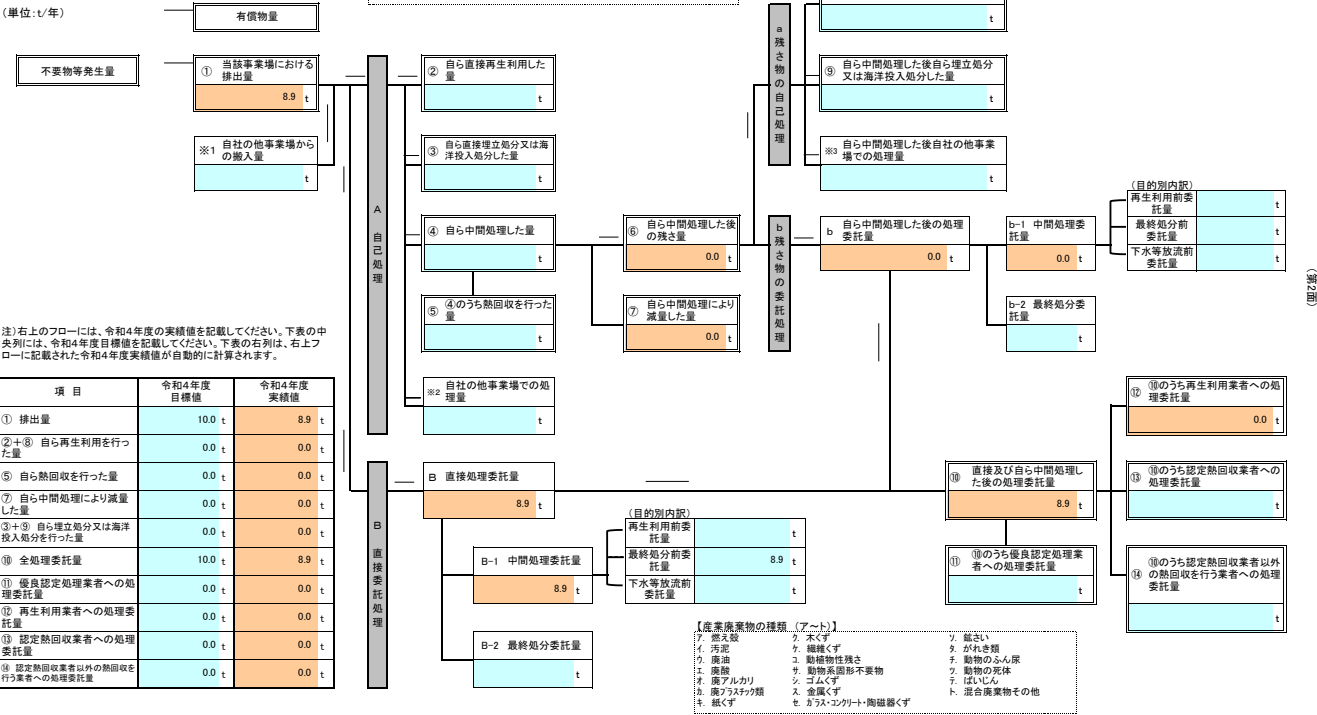 (単位:t/年)
有償物量
t
不要物等発生量
① 当該事業場における
排出量
8.9 t
※1 自社の他事業場から
の搬入量
t
A 自己処理
② 自ら直接再生利用した
量
t
③ 自ら直接埋立処分又は海
洋投入処分した量
t
④ 自ら中間処理した量
t
⑤ ④のうち熱回収を行った
量
t
※2 自社の他事業場での処
理量
t
⑥ 自ら中間処理した後
の残さ量
0.0 t
⑦ 自ら中間処理により
減量した量
0.0 t
a 残さ物の自己処理
⑨ 自ら中間処理した後自ら埋立処分
又は海洋投入処分した量
t
※3 自ら中間処理した後自社の他事業
場での処理量
t
b 残さ物の委託処理
b 自ら中間処理した後の処理
委託量
0.0 t
b-1 中間処理委
託量
0.0 t
b-2 最終処分委
託量
t
(目的別内訳)
再生利用前委
託量
t
最終処分前
委託量
t
下水等放流前
委託量
t
(第2面)
注)右上のフローには、令和4年度の実績値を記載してください。下表の中
央列には、令和4年度目標値を記載してください。下表の右列は、右上フ
ローに記載された令和4年度実績値が自動的に計算されます。
項 目 令和4年度 目標値 令和4年度 実績値
① 排出量 10.0 t 8.9 t
②+⑧ 自ら再生利用を行っ
た量 0.0 t 0.0 t
⑤ 自ら熱回収を行った量 0.0 t 0.0 t
⑦ 自ら中間処理により減量
した量 0.0 t 0.0 t
③+⑨ 自ら埋立処分又は海洋
投入処分を行った量 0.0 t 0.0 t
⑩ 全処理委託量 10.0 t 8.9 t
⑪ 優良認定処理業者への処
理委託量 0.0 t 0.0 t
⑫ 再生利用業者への処理委
託量 0.0 t 0.0 t
⑬ 認定熱回収業者への処理
委託量 0.0 t 0.0 t
⑭ 認定熱回収業者以外の熱回収を
行う業者への処理委託量 0.0 t 0.0 t
B 直接委託処理
B 直接処理委託量
8.9 t
B-1 中間処理委託量
8.9 t
B-2 最終処分委託量
t
(目的別内訳)
再生利用前委
託量
t
最終処分前委
託量
8.9 t
下水等放流前
委託量
t
⑩ 直接及び自ら中間処理し
た後の処理委託量
8.9 t
⑪ ⑩のうち優良認定処理業
者への処理委託量
t
⑫ ⑩のうち再生利用業者への処
理委託量
0.0 t
⑬ ⑩のうち認定熱回収業者への
処理委託量
t
⑭ ⑩のうち認定熱回収業者以外
の熱回収を行う業者への処理
委託量
t
【産業廃棄物の種類 (ア~ト)】
ア. 燃え殻 ク. 木くず ソ. 鉱さい
イ. 汚泥 ケ. 繊維くず タ. がれき類
ウ. 廃油 コ. 動植物性残さ チ. 動物のふん尿
エ. 廃酸 サ. 動物系固形不要物 ツ. 動物の死体
オ. 廃アルカリ シ. ゴムくず テ. ばいじん
カ. 廃プラスチック類 ス. 金属くず ト. 混合廃棄物その他
キ. 紙くず セ. ガラス・コンクリート・陶磁器くず